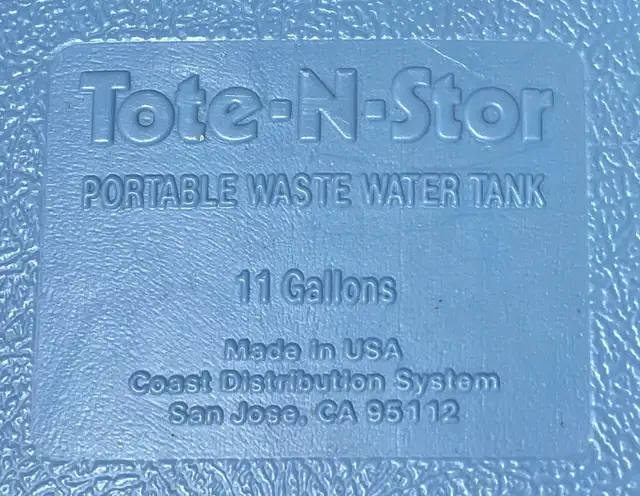 Tote-N-Stor
PORTABLE WASTE WATER TANK
11 Gallons
Made in USA
Coast Distribution System
San Jose, CA 95112